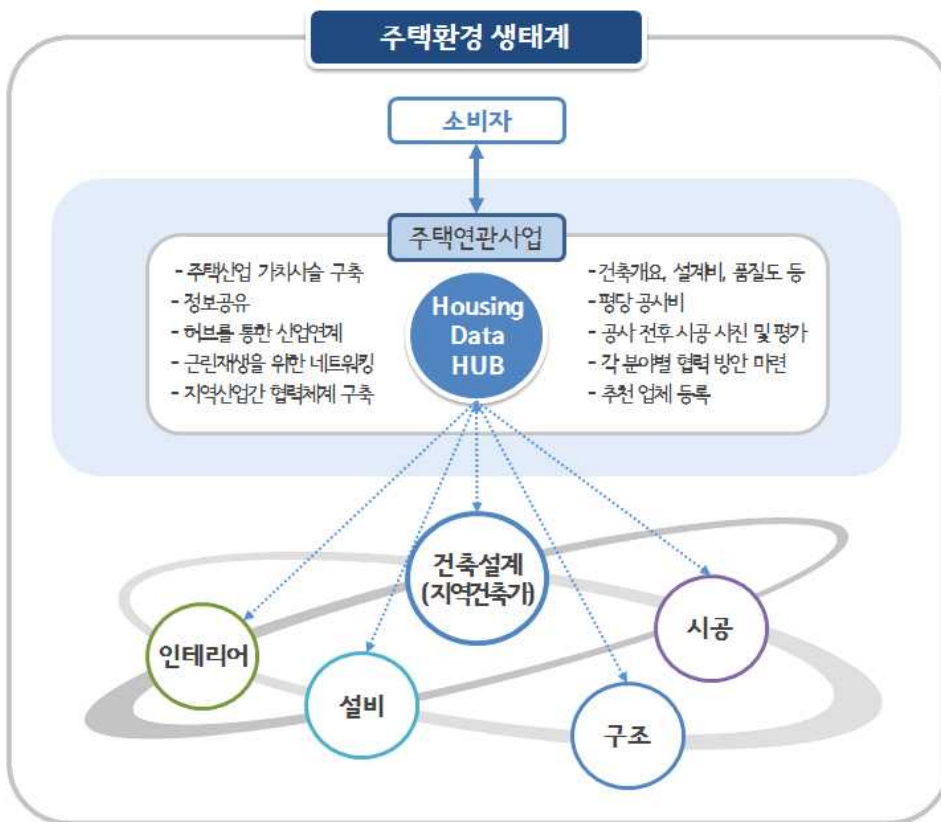 주택환경 생태계
소비자
주택연관사업
- 주택산업 가치사슬 구축
- 정보공유
- 허브를 통한 산업연계
- 근린재생을 위한 네트워킹
- 지역산업간 협력체계 구축
Housing
Data
HUB
- 건축개요, 설계비, 품질도 등
- 평당 공사비
- 공사 전후 시공 사진 및 평가
- 각 분야별 협력 방안 마련
- 추천 업체 등록
건축설계
(지역건축가)
인테리어
설비
구조
시공